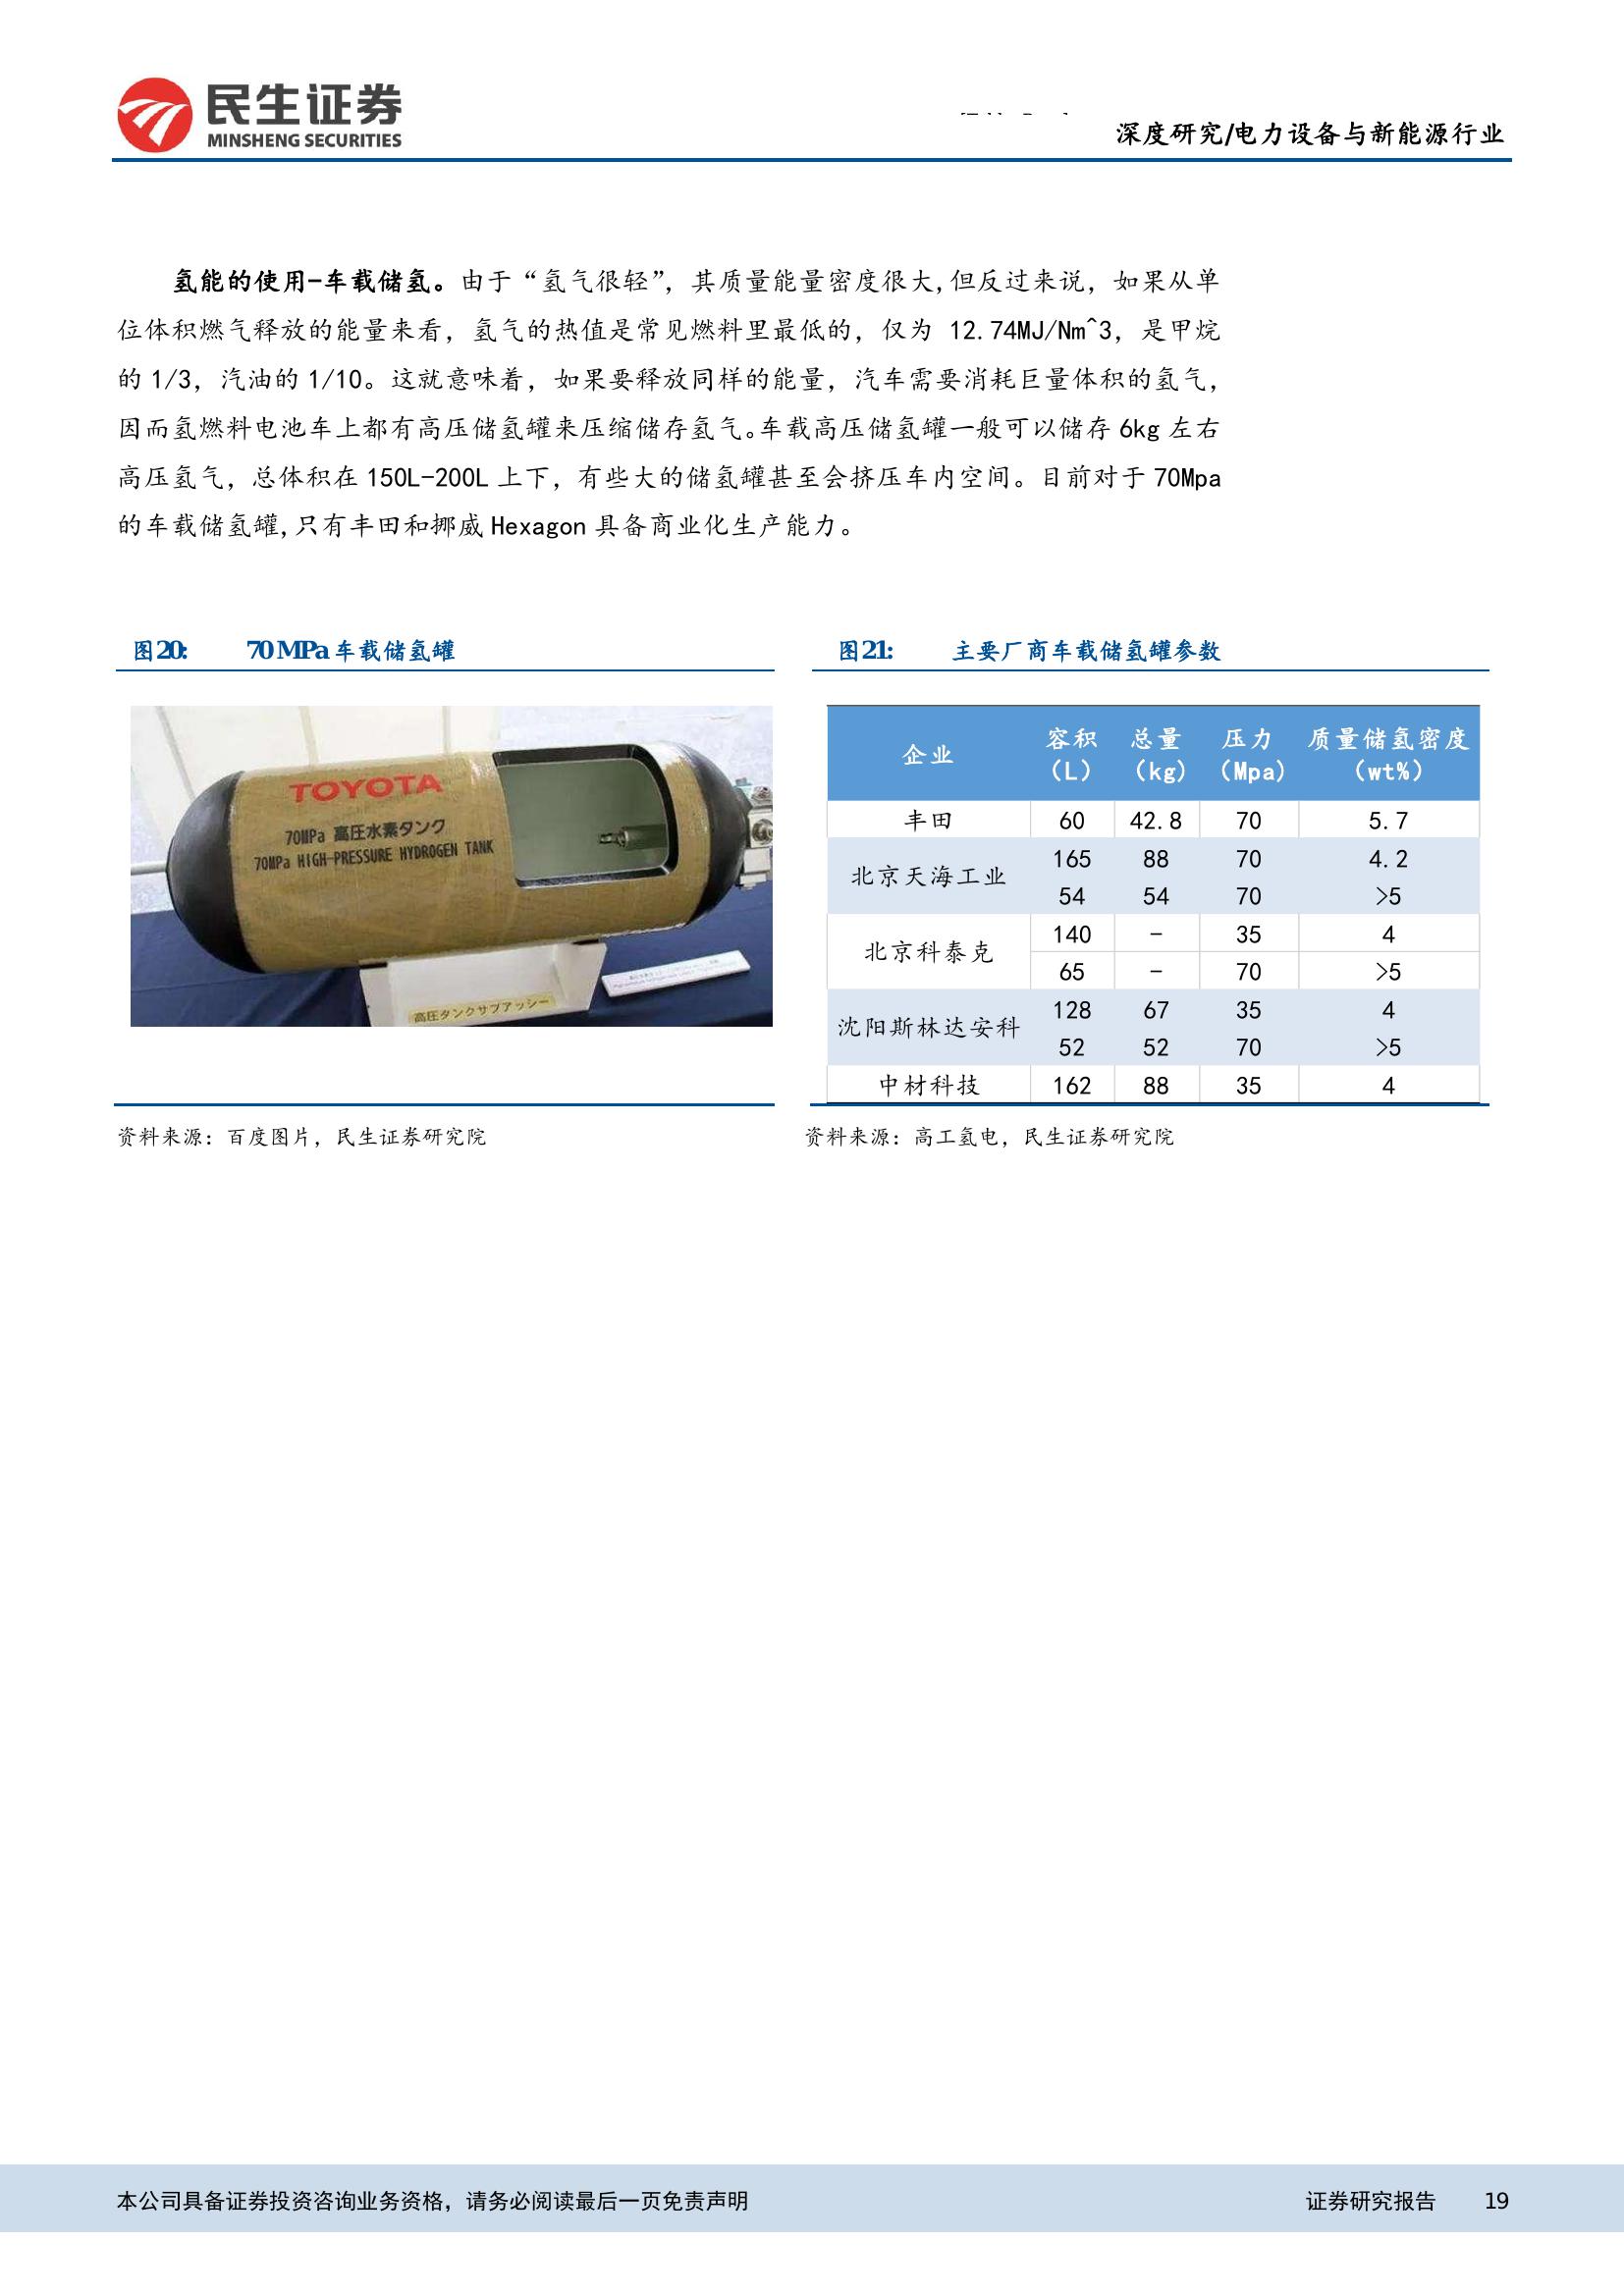 民生证券
MINSHENG SECURITIES
深度研究/电力设备与新能源行业
氢能的使用-车载储氢。由于“氢气很轻”，其质量能量密度很大,但反过来说，如果从单
位体积燃气释放的能量来看，氢气的热值是常见燃料里最低的，仅为 12.74MJ/Nm^3，是甲烷
的 1/3，汽油的 1/10。这就意味着，如果要释放同样的能量，汽车需要消耗巨量体积的氢气，
因而氢燃料电池车上都有高压储氢罐来压缩储存氢气。车载高压储氢罐一般可以储存 6kg 左右
高压氢气，总体积在 150L-200L 上下，有些大的储氢罐甚至会挤压车内空间。目前对于 70Mpa
的车载储氢罐,只有丰田和挪威 Hexagon 具备商业化生产能力。
图20: 70 MPa 车载储氢罐
TOYOTA
70MPa 高圧水素タンク
70MPa HIGH-PRESSURE HYDROGEN TANK
高圧タンクサブアッシー
资料来源：百度图片，民生证券研究院
图21: 主要厂商车载储氢罐参数
企业 容积（L） 总量（kg） 压力（Mpa） 质量储氢密度（wt%）
丰田 60 42.8 70 5.7
北京天海工业 165 88 70 4.2
54 54 70 >5
北京科泰克 140 - 35 4
65 - 70 >5
沈阳斯林达安科 128 67 35 4
52 52 70 >5
中材科技 162 88 35 4
资料来源：高工氢电，民生证券研究院
本公司具备证券投资咨询业务资格，请务必阅读最后一页免责声明 证券研究报告 19